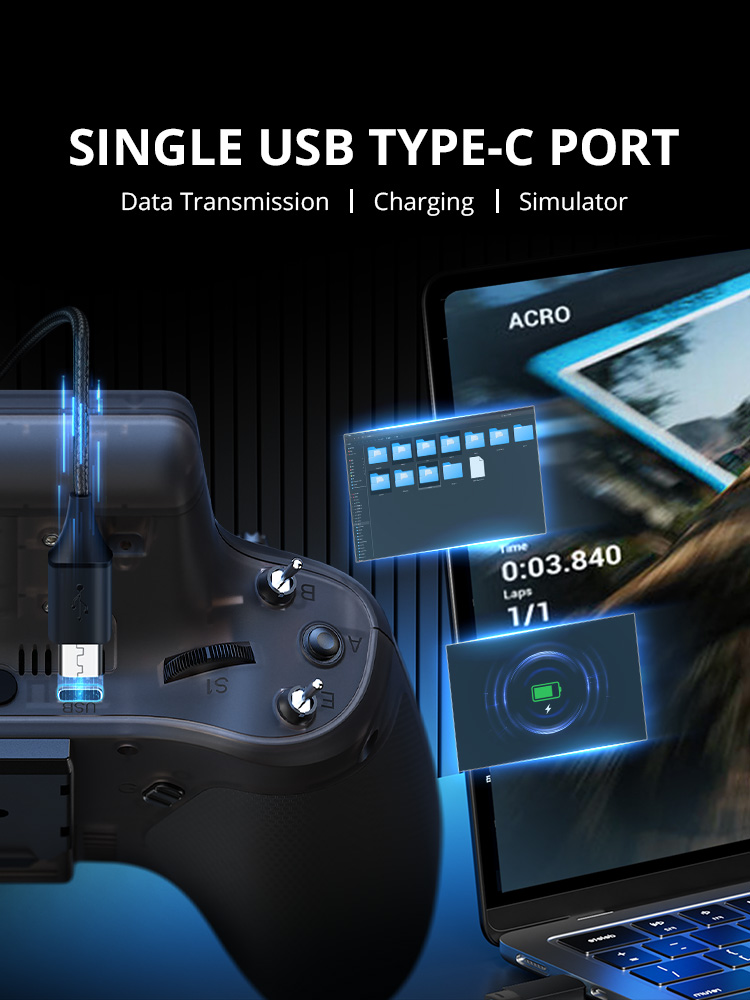 SINGLE USB TYPE-C PORT
Data Transmission | Charging | Simulator
ACRO
Time
0:03.840
Laps
1/1
B
A
S1
E
USB